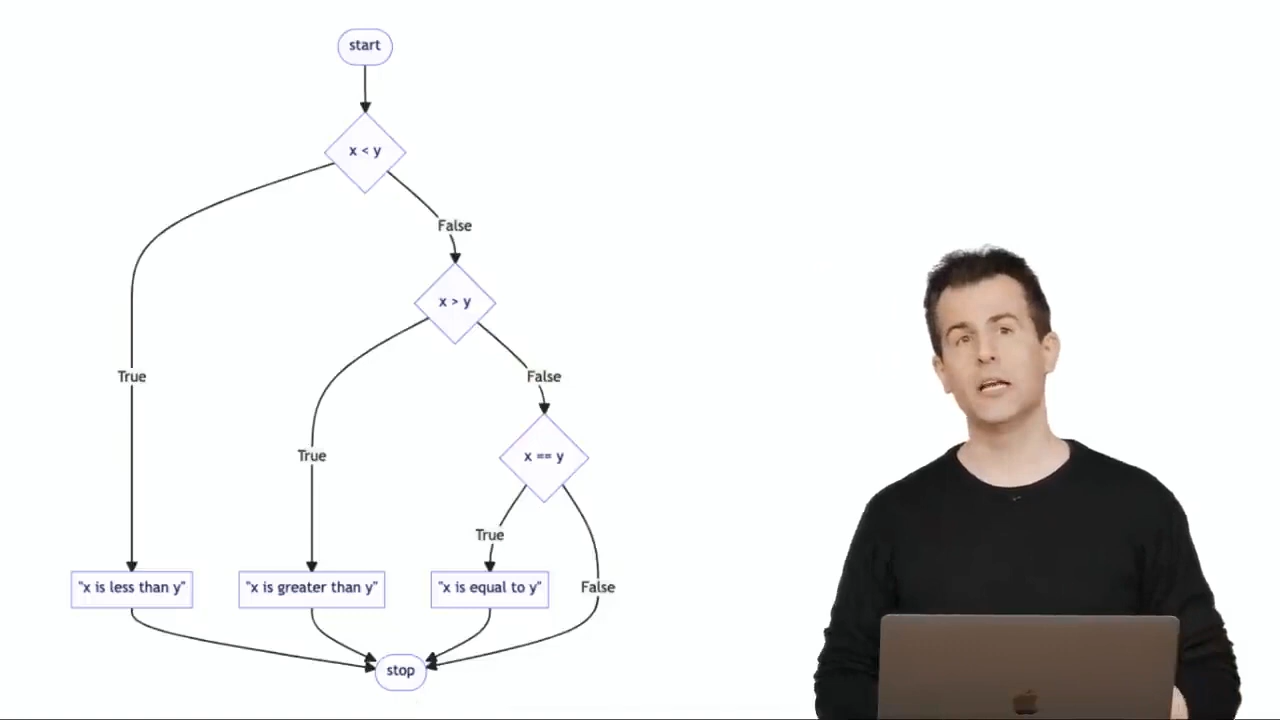 start
x < y
False
x > y
True
False
True
x == y
True
"x is less than y"
"x is greater than y"
"x is equal to y"
False
stop